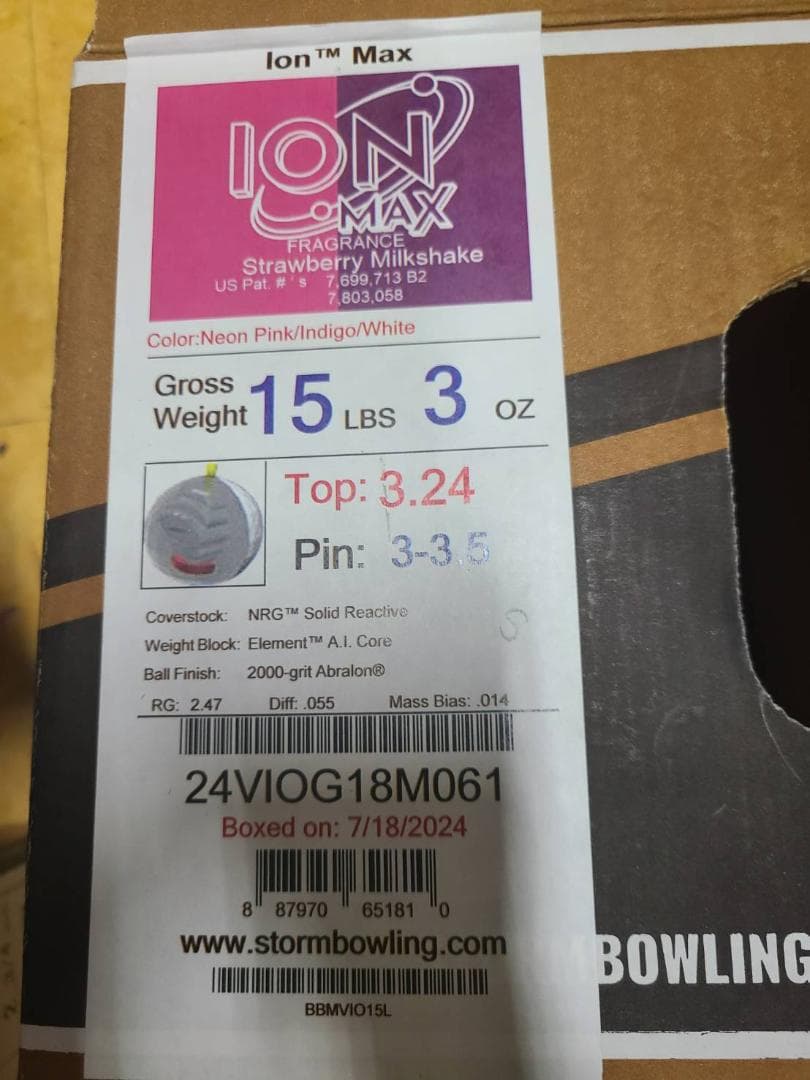 Ion™ Max
ION
MAX
FRAGRANCE
Strawberry Milkshake
US Pat. # ' s 7,699,713 B2
7,803,058
Color:Neon Pink/Indigo/White
Gross Weight 15 LBS 3 OZ
Top: 3.24
Pin: 3-3.5
Coverstock: NRG™ Solid Reactive
Weight Block: Element™ A.I. Core
Ball Finish: 2000-grit Abralon®
RG: 2.47 Diff: .055 Mass Bias: .014
24VIOG18M061
Boxed on: 7/18/2024
8 87970 65181 0
www.stormbowling.com
MBOWLING
BBMVIO15L